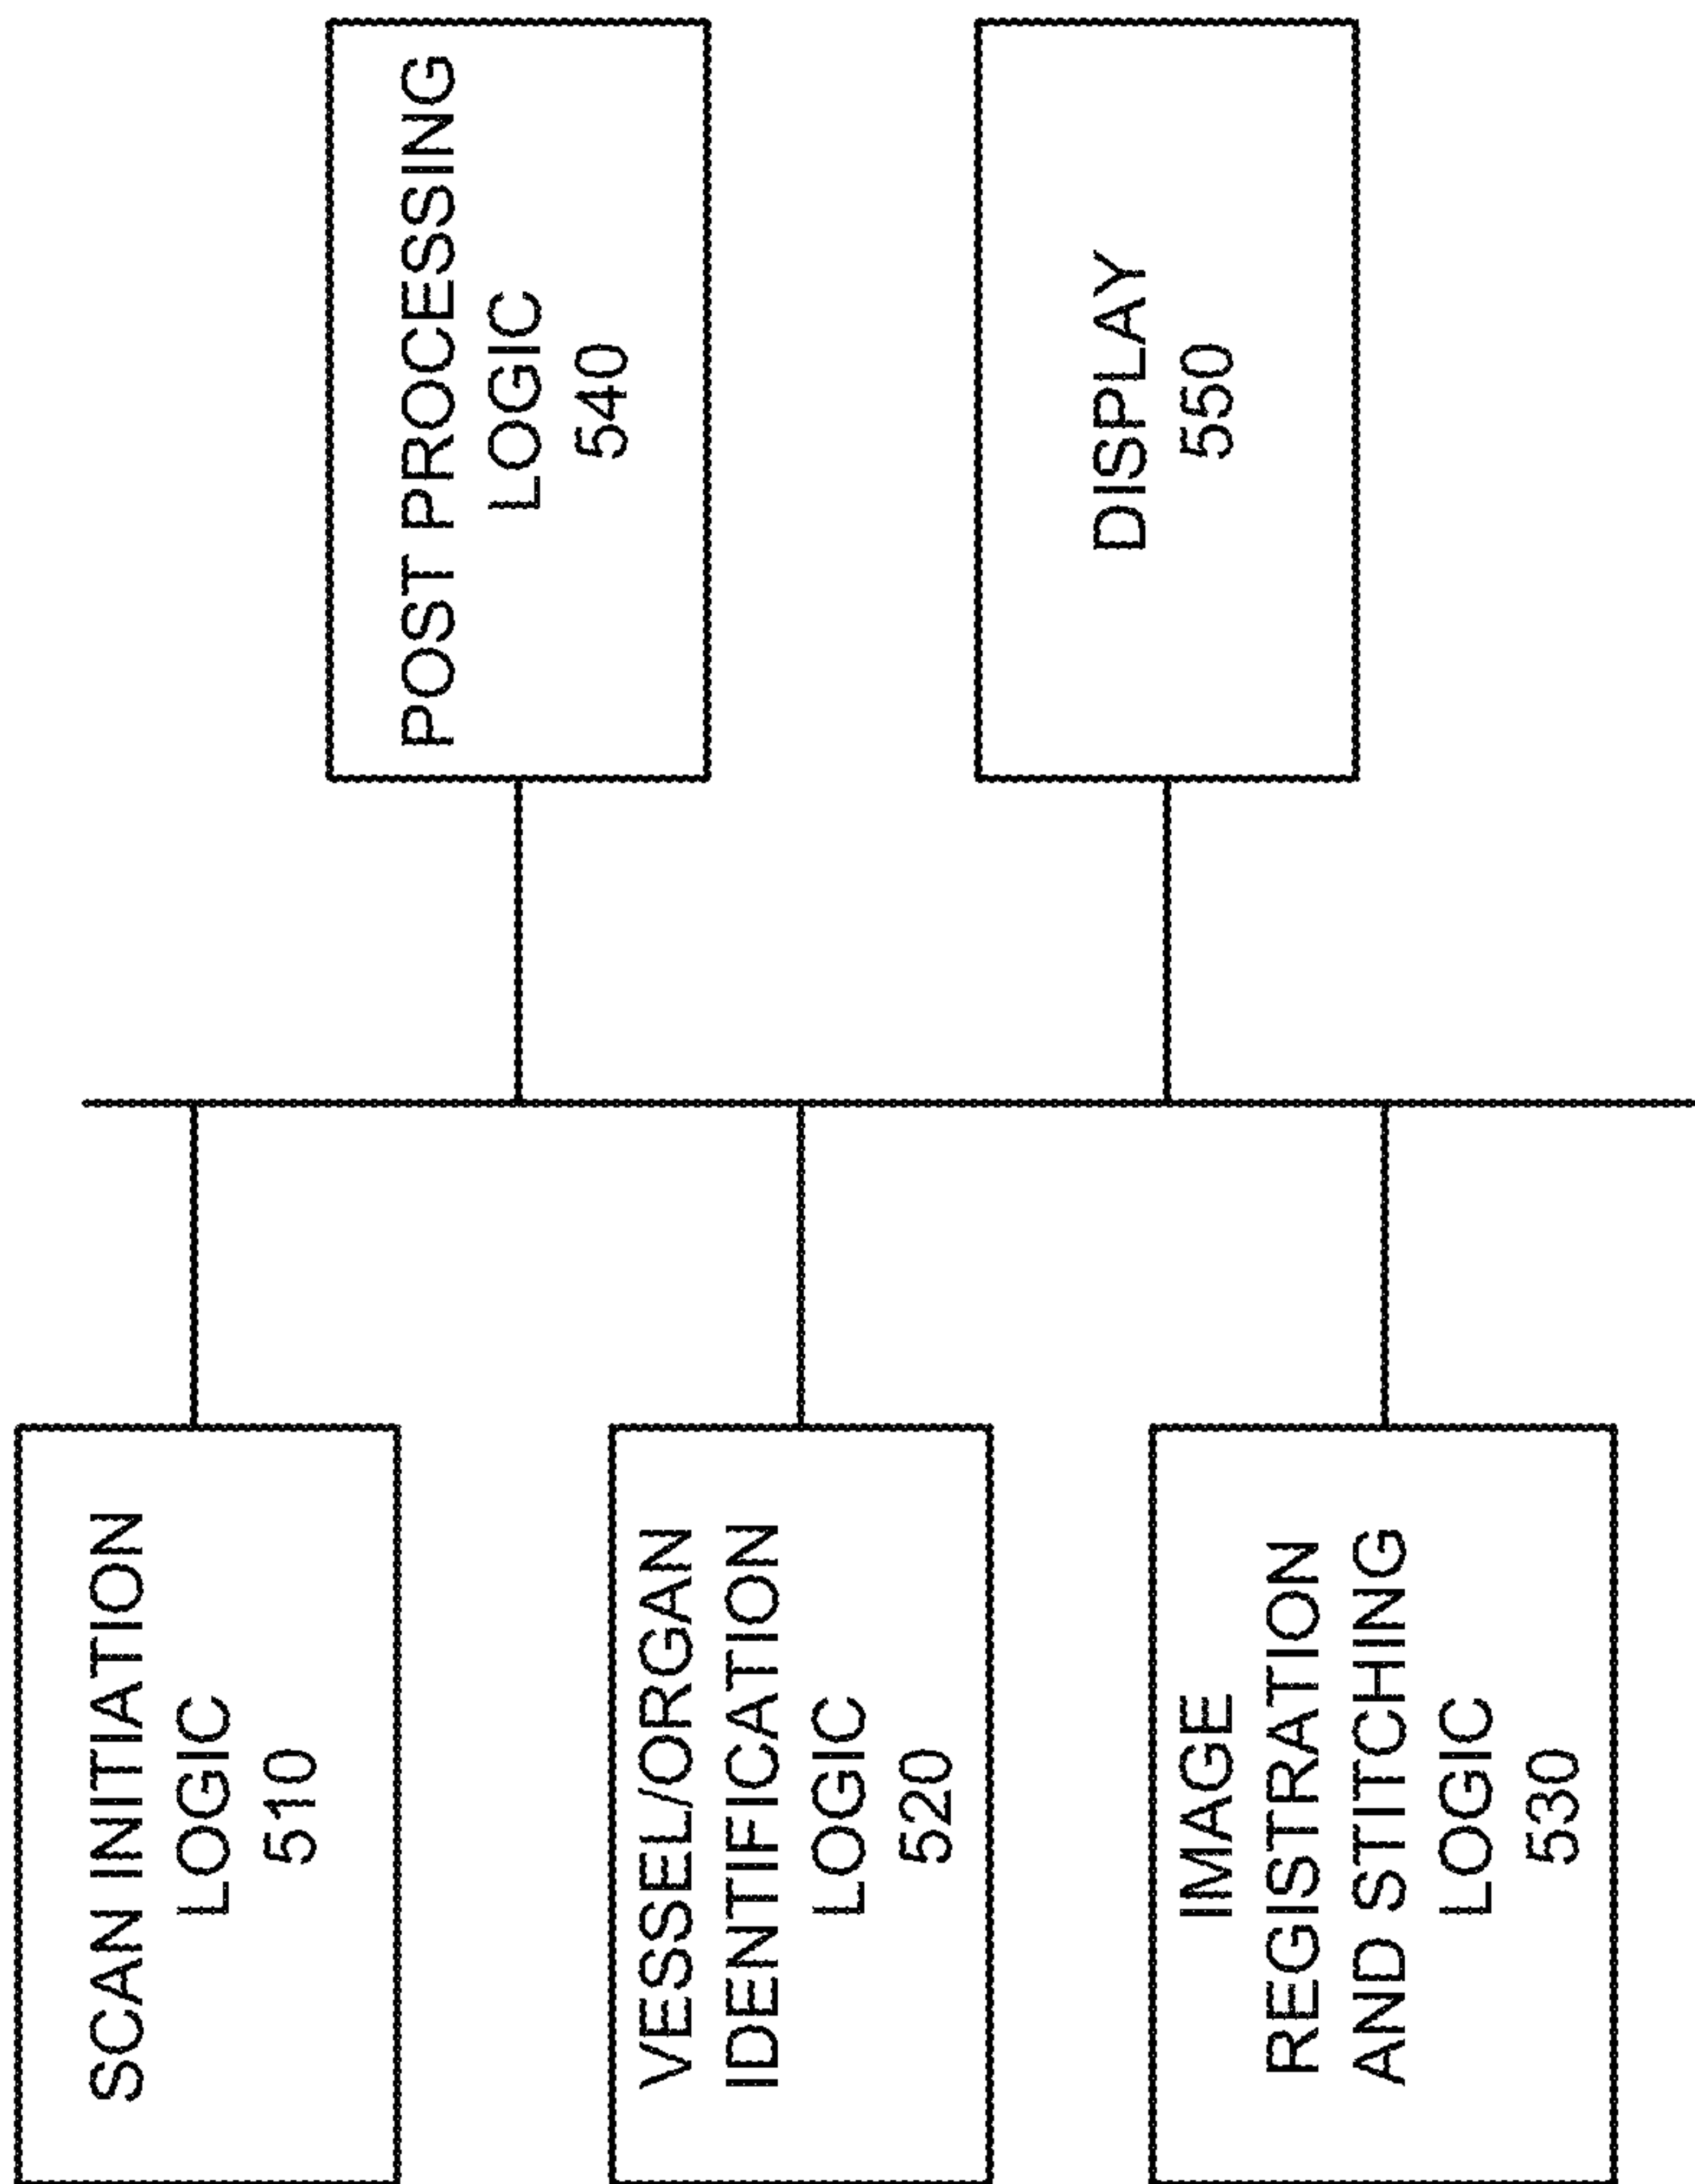 SCAN INITIATION
LOGIC
510
VESSEL/ORGAN
IDENTIFICATION
LOGIC
520
IMAGE
REGISTRATION
AND STITCHING
LOGIC
530
POST PROCESSING
LOGIC
540
DISPLAY
550